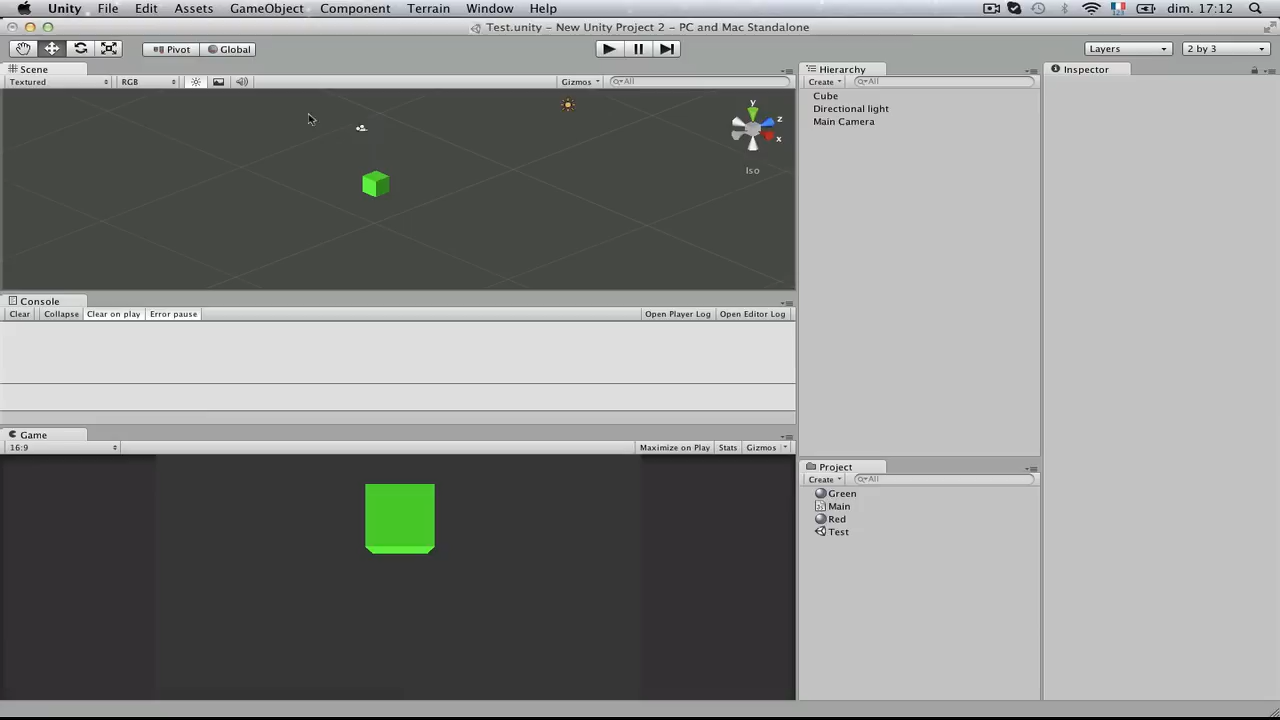 Unity File Edit Assets GameObject Component Terrain Window Help dim. 17:12
Test.unity - New Unity Project 2 - PC and Mac Standalone
Pivot Global Layers 2 by 3
Scene Hierarchy Inspector
Textured RGB Gizmos All Create All
Cube
Directional light
Main Camera
y
z
x
Iso
Console
Clear Collapse Clear on play Error pause Open Player Log Open Editor Log
Game
16:9 Maximize on Play Stats Gizmos
Project
Create All
Green
Main
Red
Test